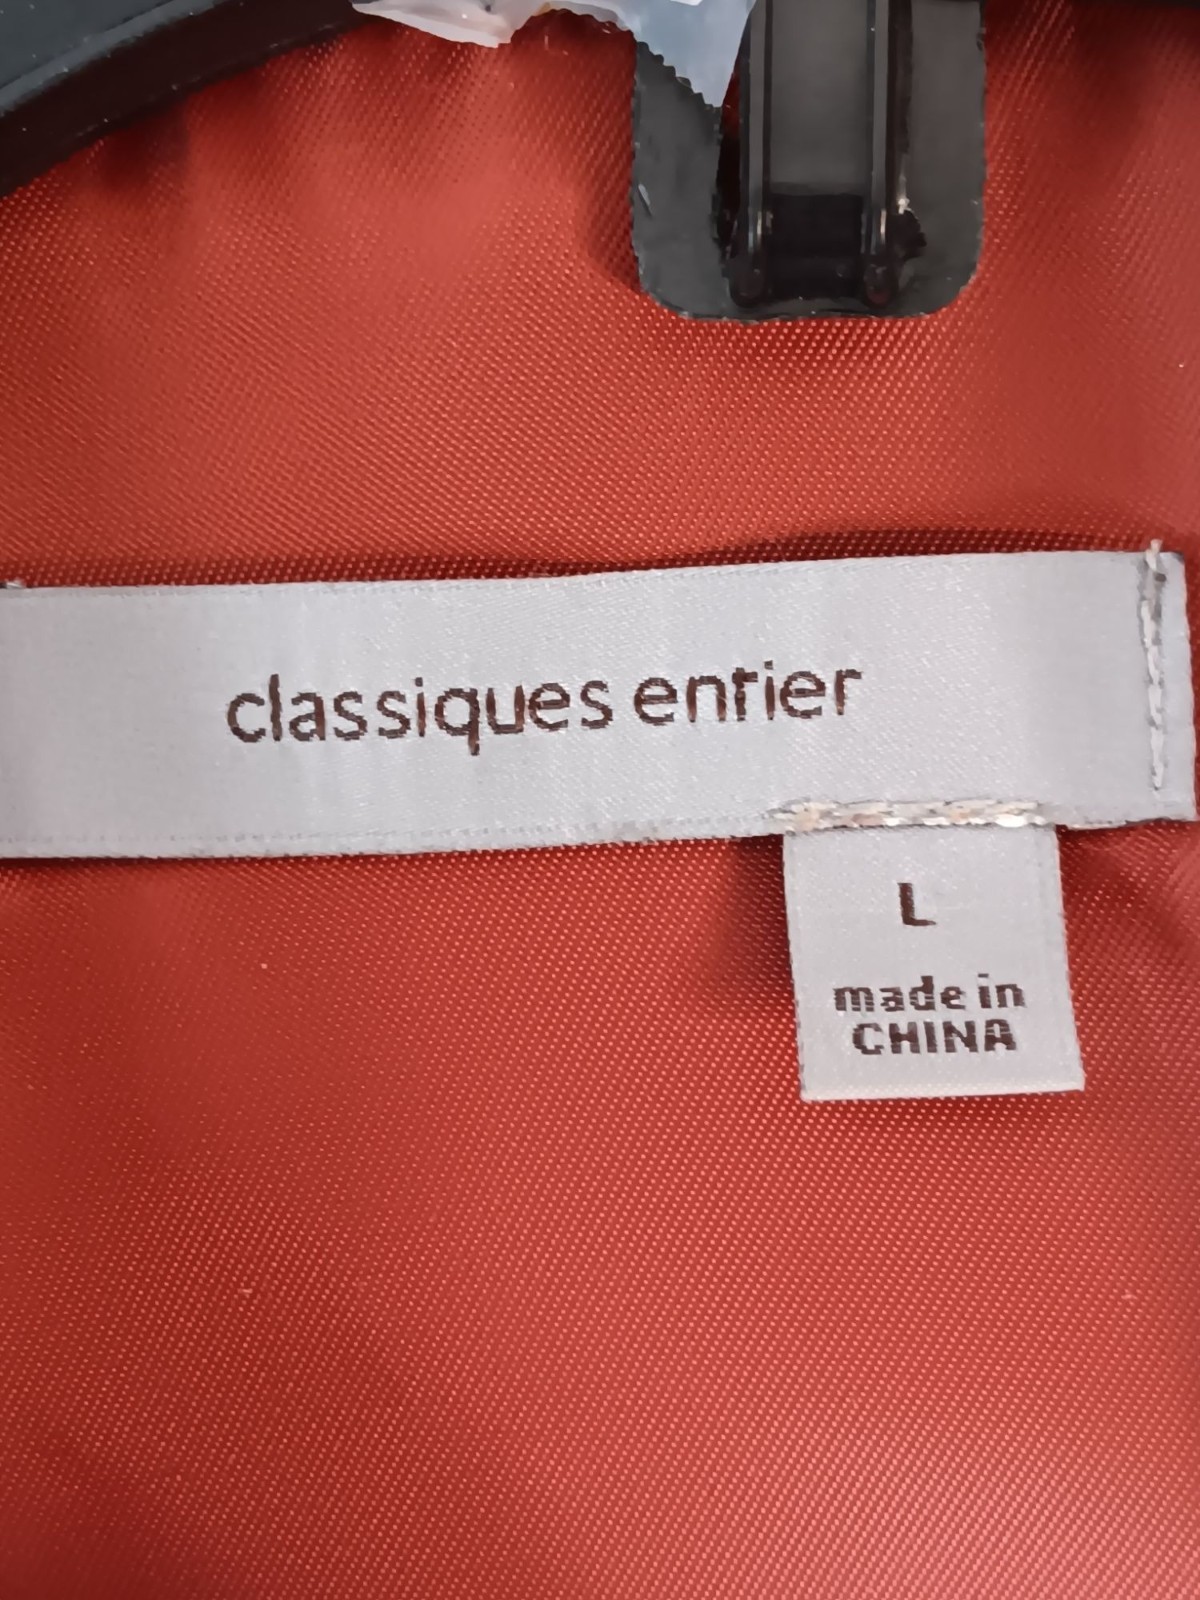 classiques entier
L
made in
CHINA